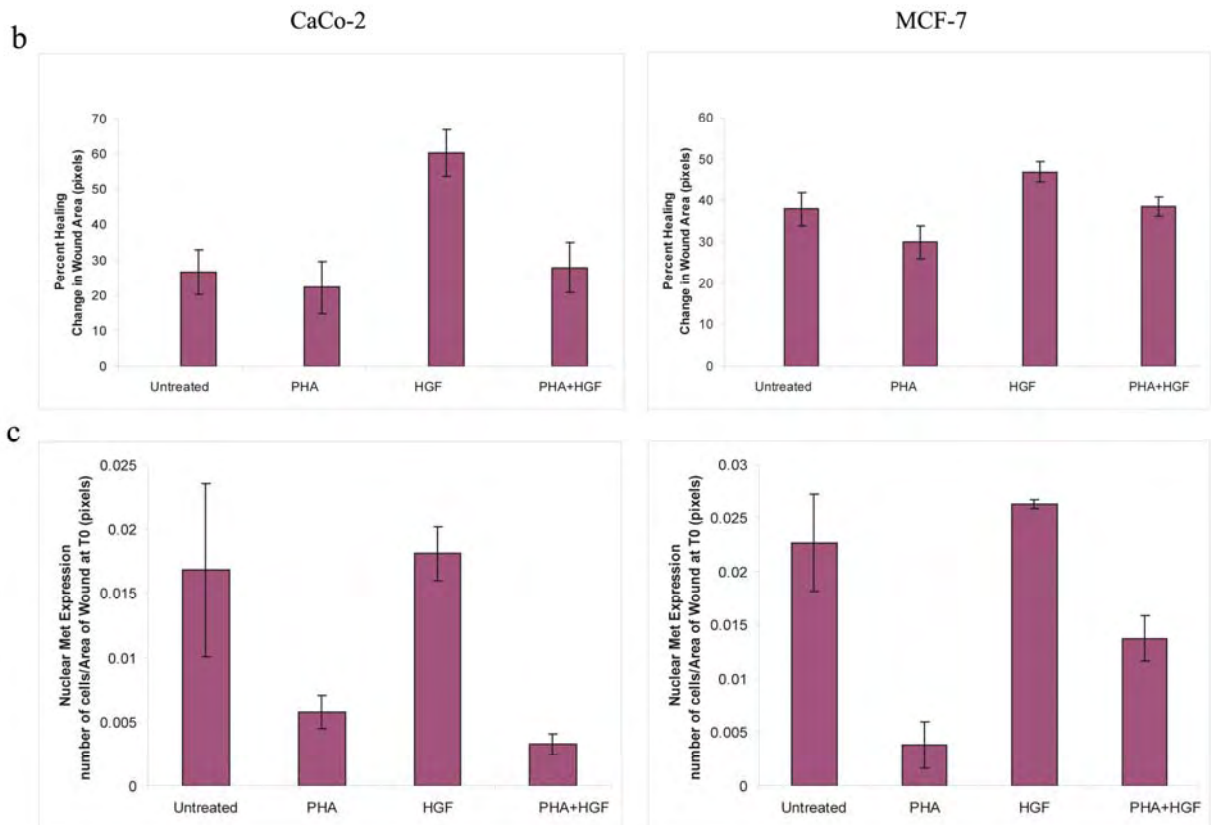 CaCo-2
MCF-7
b
Percent Healing
Change in Wound Area (pixels)
70
60
50
40
30
20
10
0
Untreated PHA HGF PHA+HGF
Percent Healing
Change in Wound Area (pixels)
60
50
40
30
20
10
0
Untreated PHA HGF PHA+HGF
c
Nuclear Met Expression
number of cells/Area of Wound at T0 (pixels)
0.025
0.02
0.015
0.01
0.005
0
Untreated PHA HGF PHA+HGF
Nuclear Met Expression
number of cells/Area of Wound at T0 (pixels)
0.03
0.025
0.02
0.015
0.01
0.005
0
Untreated PHA HGF PHA+HGF